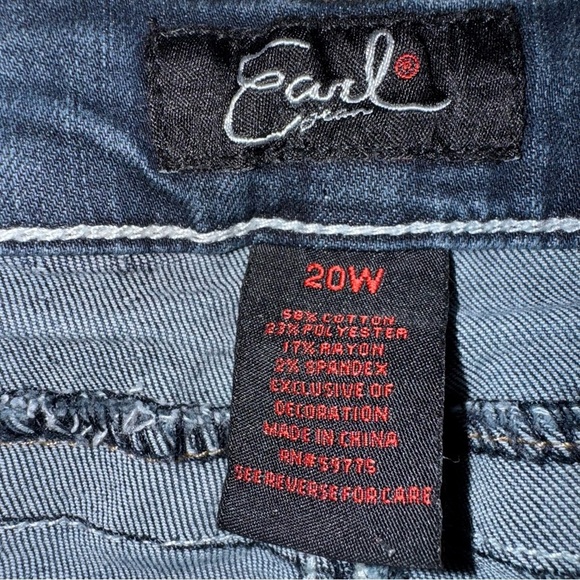 Earl®
Jean
20W
58% COTTON
23% POLYESTER
17% RAYON
2% SPANDEX
EXCLUSIVE OF
DECORATION
MADE IN CHINA
RN#59775
SEE REVERSE FOR CARE